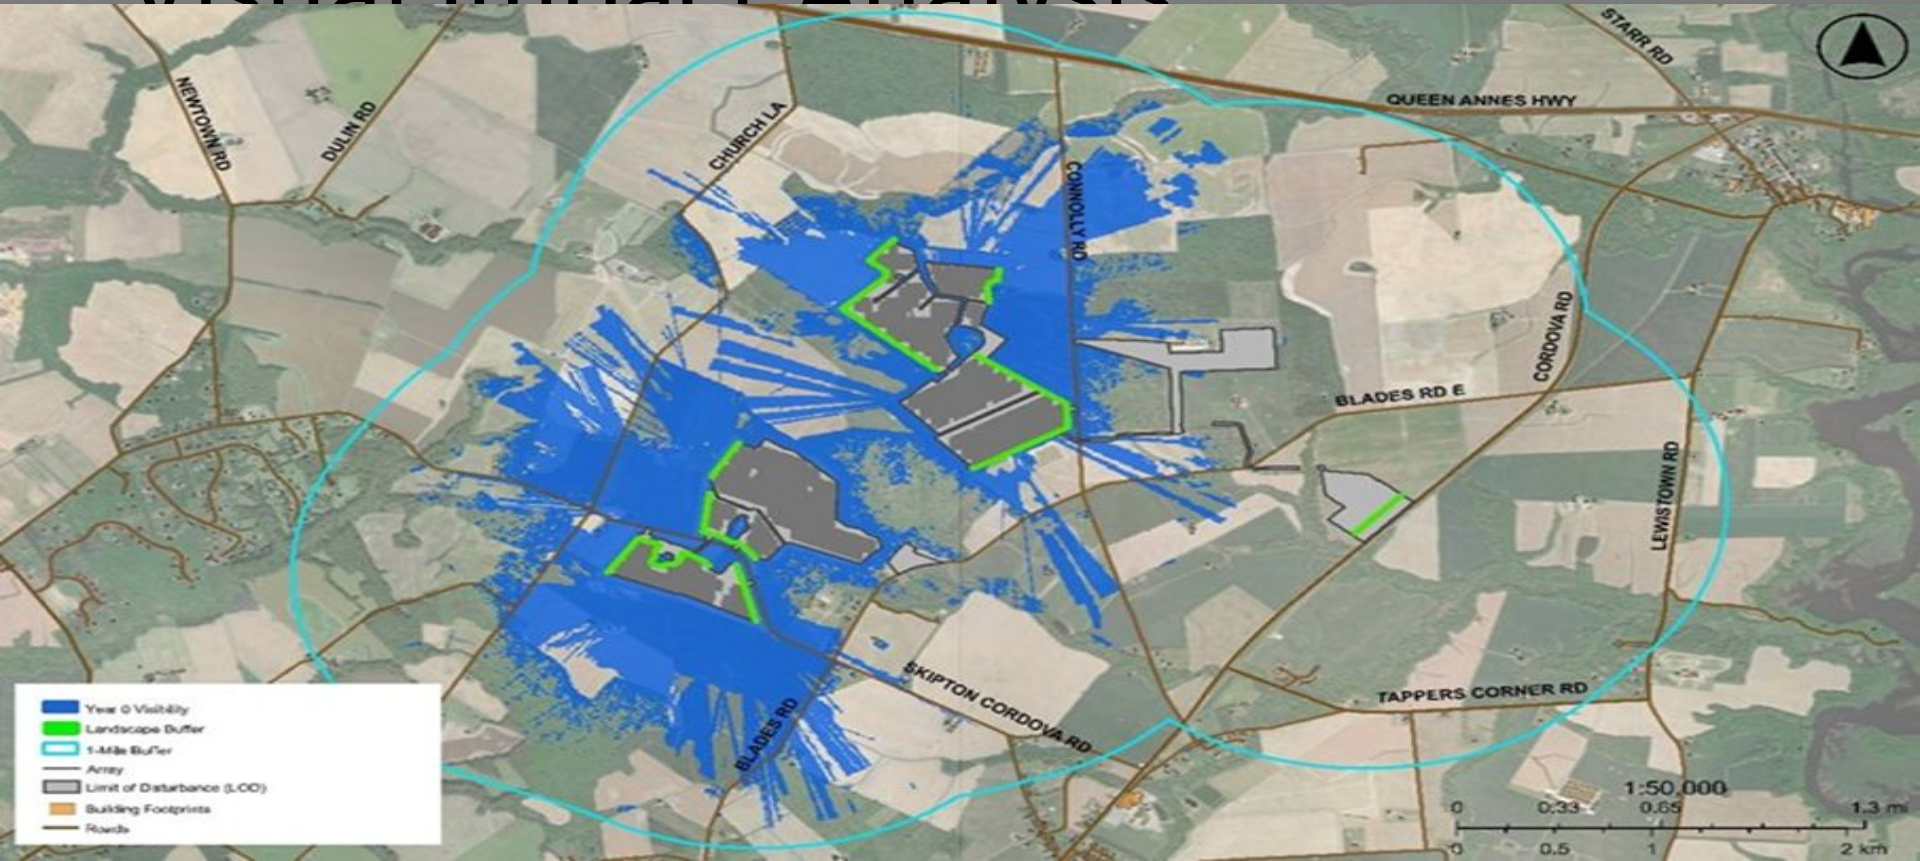 Visual Impact Analysis
STARR RD
QUEEN ANNES HWY
NEWTOWN RD
DULIN RD
CHURCH LA
CONNOLLY RD
CORDOVA RD
BLADES RD E
LEWISTOWN RD
SKIPTON CORDOVA RD
TAPPERS CORNER RD
BLADES RD
Year 0 Visibility
Landscape Buffer
1-Mile Buffer
Array
Limit of Disturbance (LOD)
Building Footprints
Roads
1:50,000
0 0.33 0.65 1.3 mi
0 0.5 1 2 km